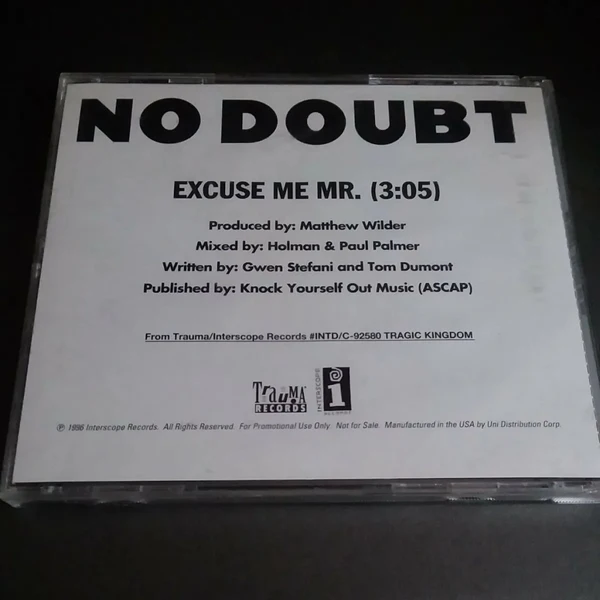 NO DOUBT
EXCUSE ME MR. (3:05)
Produced by: Matthew Wilder
Mixed by: Holman & Paul Palmer
Written by: Gwen Stefani and Tom Dumont
Published by: Knock Yourself Out Music (ASCAP)
From Trauma/Interscope Records #INTD/C-92580 TRAGIC KINGDOM
TrauMA
RECORDS
INTERSCOPE
i
RECORDS
℗ 1996 Interscope Records. All Rights Reserved. For Promotional Use Only. Not for Sale. Manufactured in the USA by Uni Distribution Corp.